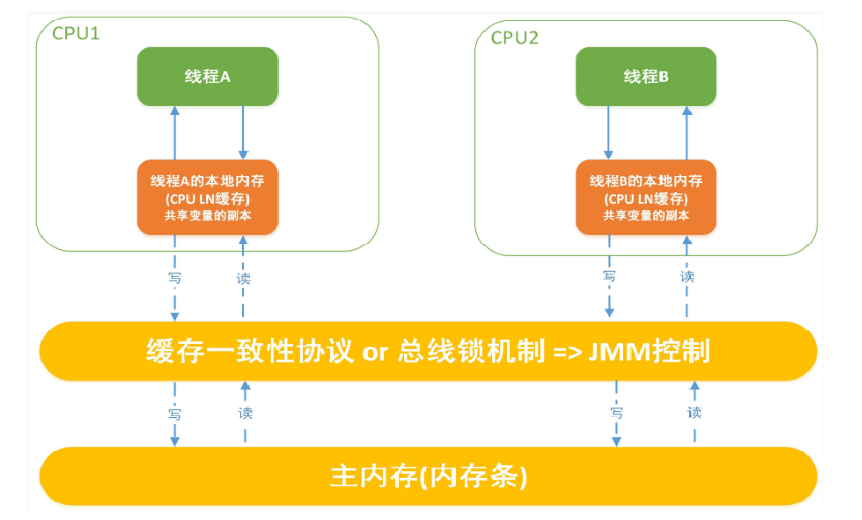 CPU1
CPU2
线程A
线程B
线程A的本地内存
(CPU LN缓存)
共享变量的副本
线程B的本地内存
(CPU LN缓存)
共享变量的副本
写
读
写
读
缓存一致性协议 or 总线锁机制 => JMM控制
写
读
写
读
主内存(内存条)